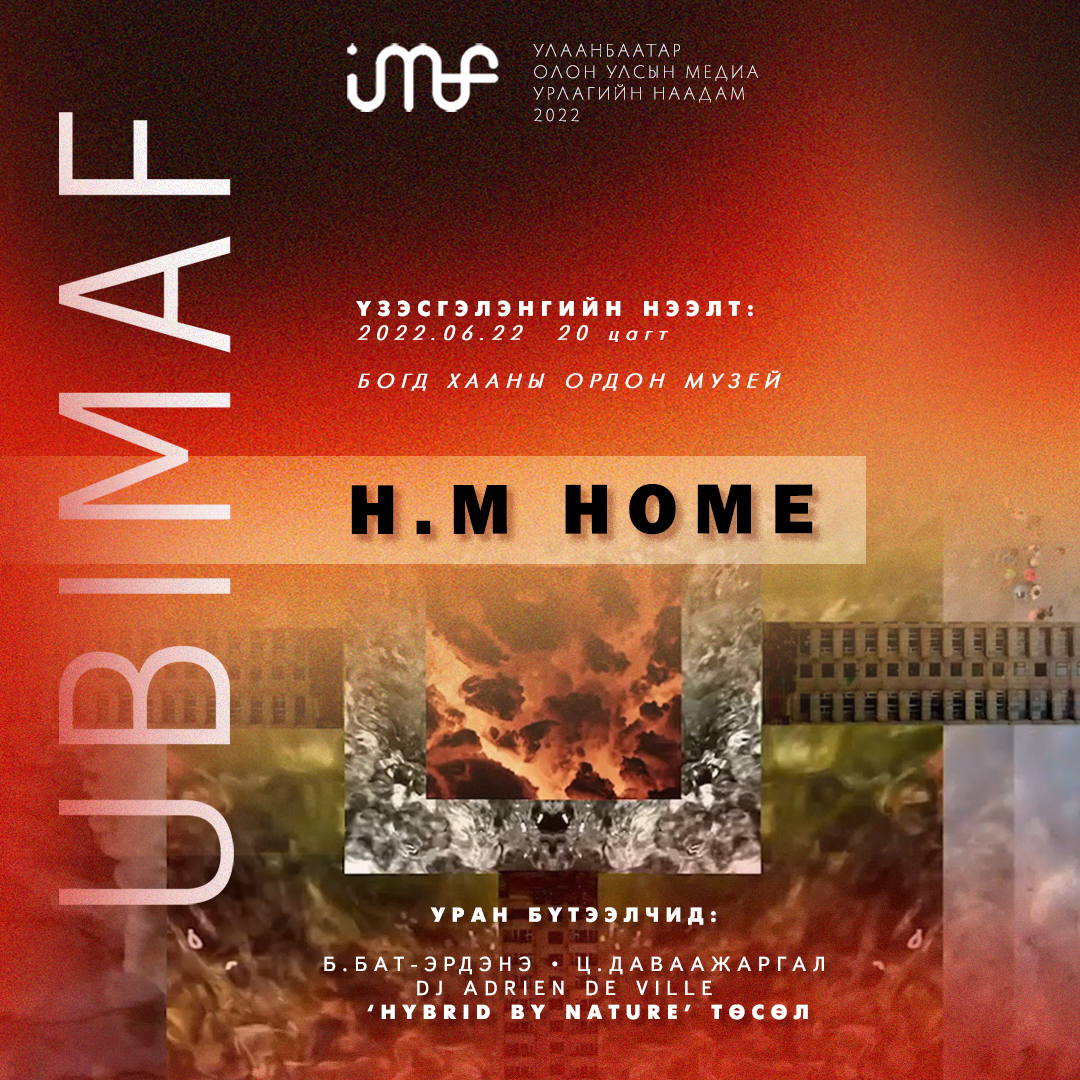 imaf
УЛААНБААТАР
ОЛОН УЛСЫН МЕДИА
УРЛАГИЙН НААДАМ
2022
UBIMAF
ҮЗЭСГЭЛЭНГИЙН НЭЭЛТ:
2022.06.22 20 цагт
БОГД ХААНЫ ОРДОН МУЗЕЙ
H.M HOME
УРАН БҮТЭЭЛЧИД:
Б.БАТ-ЭРДЭНЭ • Ц.ДАВААЖАРГАЛ
DJ ADRIEN DE VILLE
‘HYBRID BY NATURE’ ТӨСӨЛ